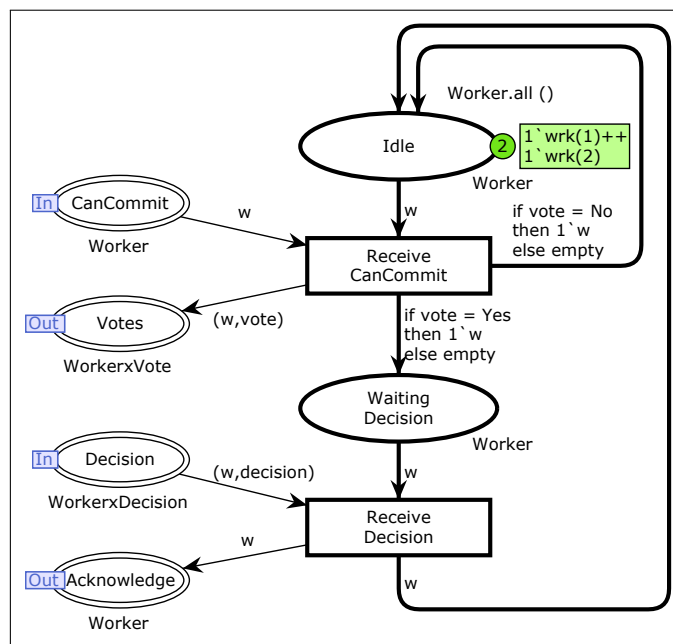 Worker.all ()
Idle
2
1`wrk(1)++
1`wrk(2)
Worker
In
CanCommit
Worker
w
w
if vote = No
then 1`w
else empty
Receive
CanCommit
Out
Votes
WorkerxVote
(w,vote)
if vote = Yes
then 1`w
else empty
Waiting
Decision
Worker
In
Decision
WorkerxDecision
(w,decision)
w
Receive
Decision
w
w
Out
Acknowledge
Worker